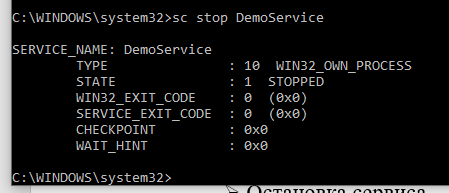 C:\WINDOWS\system32>sc stop DemoService
SERVICE_NAME: DemoService
TYPE : 10 WIN32_OWN_PROCESS
STATE : 1 STOPPED
WIN32_EXIT_CODE : 0 (0x0)
SERVICE_EXIT_CODE : 0 (0x0)
CHECKPOINT : 0x0
WAIT_HINT : 0x0
C:\WINDOWS\system32>
➢ Остановка сервиса